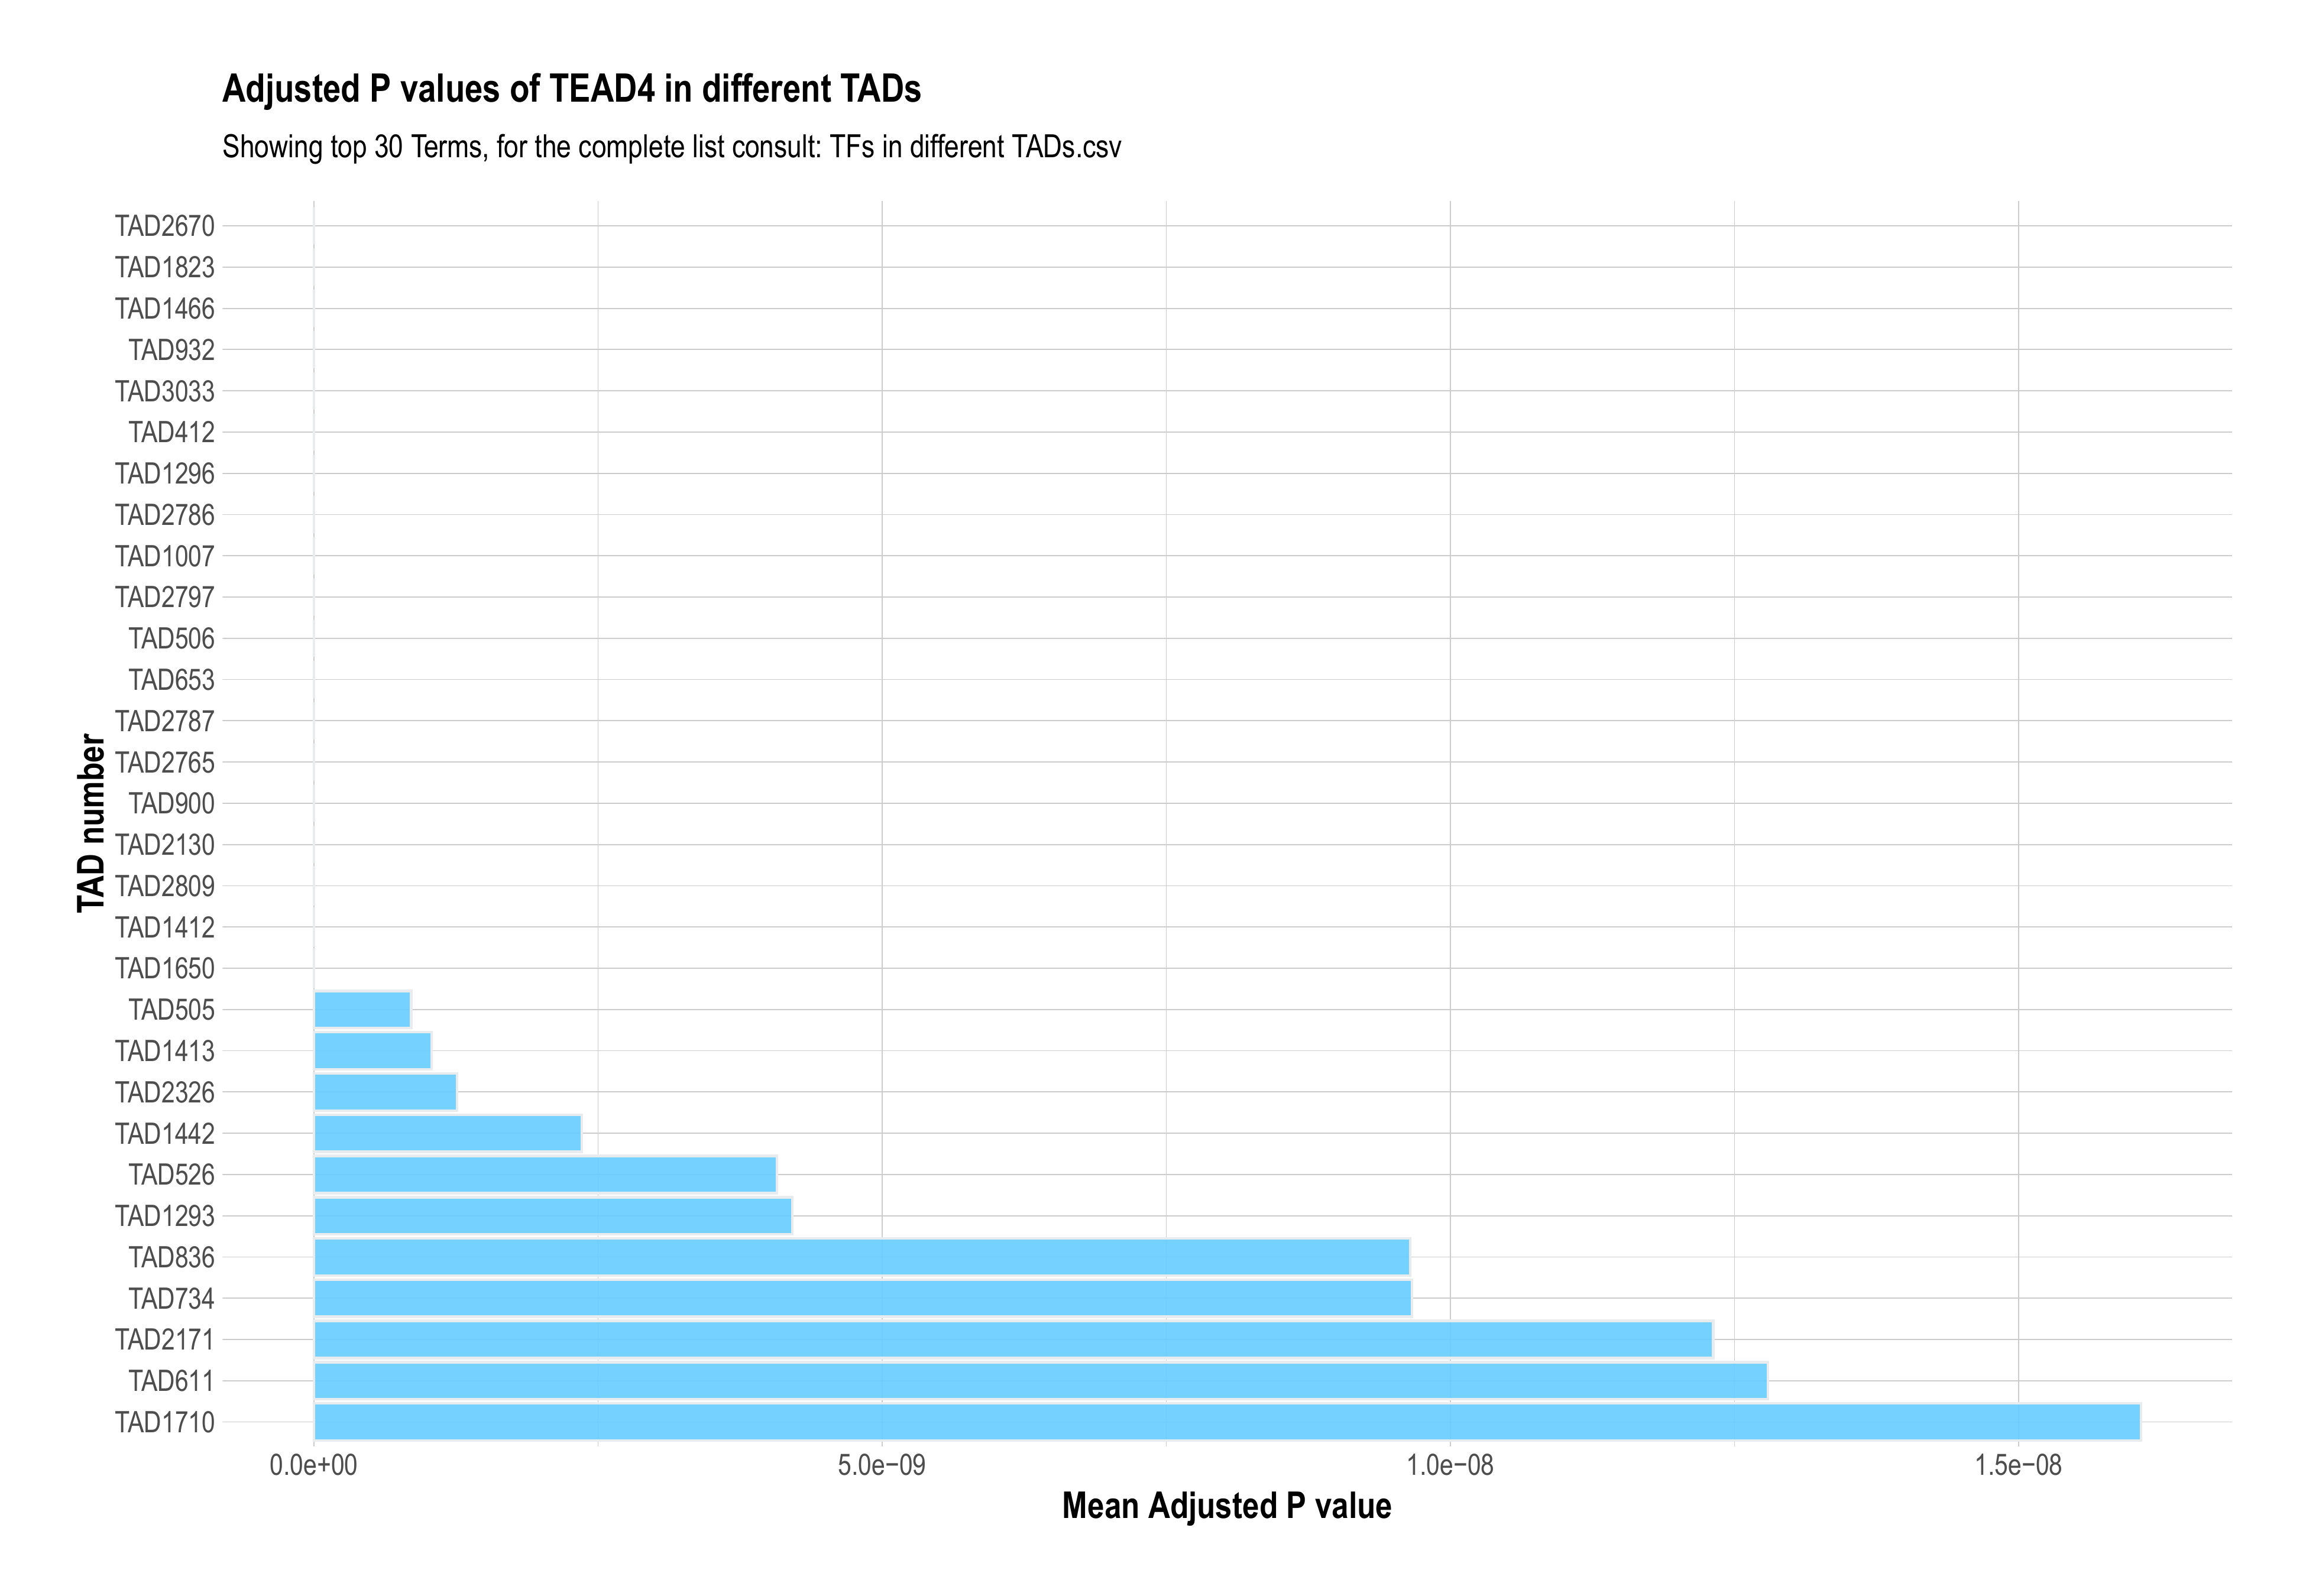 Adjusted P values of TEAD4 in different TADs
Showing top 30 Terms, for the complete list consult: TFs in different TADs.csv
TAD number
TAD2670
TAD1823
TAD1466
TAD932
TAD3033
TAD412
TAD1296
TAD2786
TAD1007
TAD2797
TAD506
TAD653
TAD2787
TAD2765
TAD900
TAD2130
TAD2809
TAD1412
TAD1650
TAD505
TAD1413
TAD2326
TAD1442
TAD526
TAD1293
TAD836
TAD734
TAD2171
TAD611
TAD1710
0.0e+00 5.0e−09 1.0e−08 1.5e−08
Mean Adjusted P value